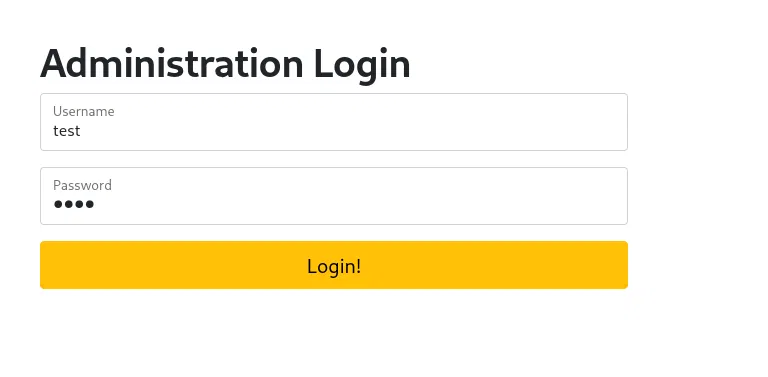 Administration Login
Username
test
Password
••••
Login!